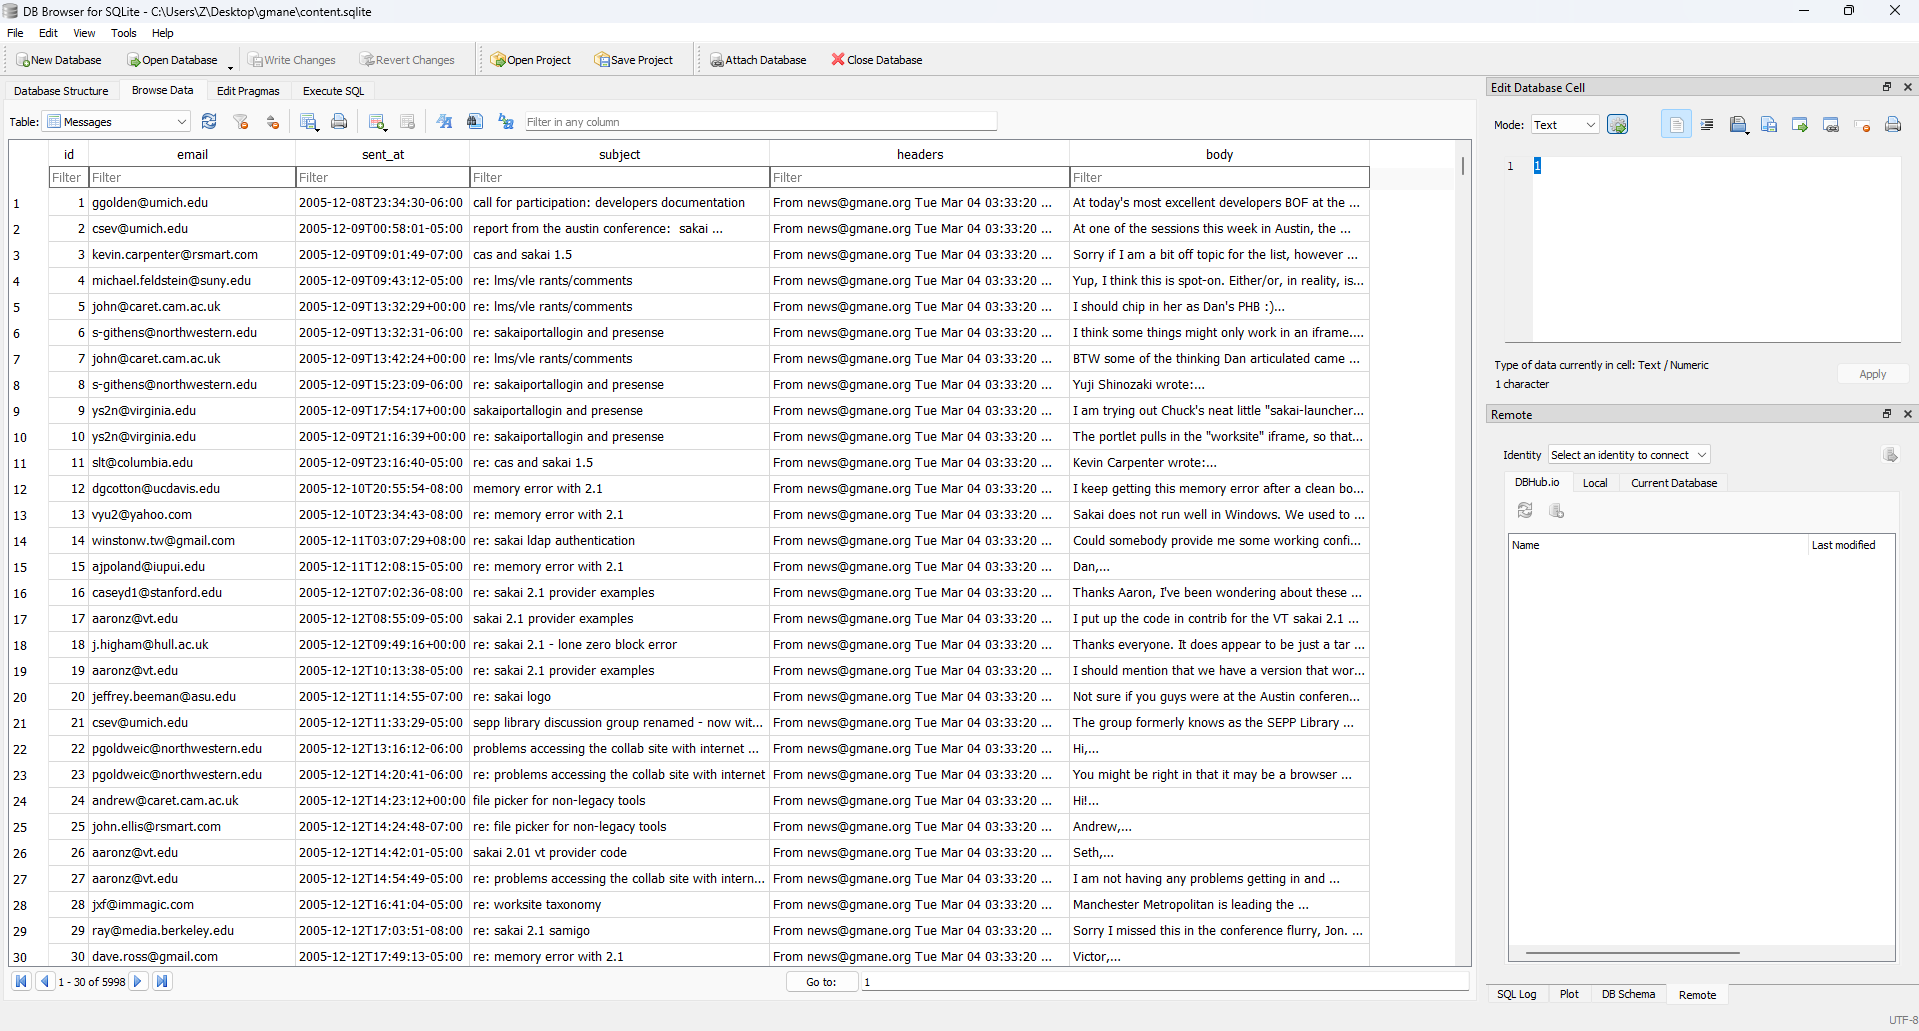 DB Browser for SQLite - C:\Users\Z\Desktop\gmane\content.sqlite
File Edit View Tools Help
New Database Open Database Write Changes Revert Changes Open Project Save Project Attach Database Close Database
Database Structure Browse Data Edit Pragmas Execute SQL
Table: Messages Filter in any column
id email sent_at subject headers body
Filter Filter Filter Filter Filter Filter
1 1 ggolden@umich.edu 2005-12-08T23:34:30-06:00 call for participation: developers documentation From news@gmane.org Tue Mar 04 03:33:20 ... At today's most excellent developers BOF at the ...
2 2 csev@umich.edu 2005-12-09T00:58:01-05:00 report from the austin conference: sakai ... From news@gmane.org Tue Mar 04 03:33:20 ... At one of the sessions this week in Austin, the ...
3 3 kevin.carpenter@rsmart.com 2005-12-09T09:01:49-07:00 cas and sakai 1.5 From news@gmane.org Tue Mar 04 03:33:20 ... Sorry if I am a bit off topic for the list, however ...
4 4 michael.feldstein@suny.edu 2005-12-09T09:43:12-05:00 re: lms/vle rants/comments From news@gmane.org Tue Mar 04 03:33:20 ... Yup, I think this is spot-on. Either/or, in reality, is...
5 5 john@caret.cam.ac.uk 2005-12-09T13:32:29+00:00 re: lms/vle rants/comments From news@gmane.org Tue Mar 04 03:33:20 ... I should chip in her as Dan's PHB :)...
6 6 s-githens@northwestern.edu 2005-12-09T13:32:31-06:00 re: sakaiportallogin and presense From news@gmane.org Tue Mar 04 03:33:20 ... I think some things might only work in an iframe....
7 7 john@caret.cam.ac.uk 2005-12-09T13:42:24+00:00 re: lms/vle rants/comments From news@gmane.org Tue Mar 04 03:33:20 ... BTW some of the thinking Dan articulated came ...
8 8 s-githens@northwestern.edu 2005-12-09T15:23:09-06:00 re: sakaiportallogin and presense From news@gmane.org Tue Mar 04 03:33:20 ... Yuji Shinozaki wrote:...
9 9 ys2n@virginia.edu 2005-12-09T17:54:17+00:00 sakaiportallogin and presense From news@gmane.org Tue Mar 04 03:33:20 ... I am trying out Chuck's neat little "sakai-launcher...
10 10 ys2n@virginia.edu 2005-12-09T21:16:39+00:00 re: sakaiportallogin and presense From news@gmane.org Tue Mar 04 03:33:20 ... The portlet pulls in the "worksite" iframe, so that...
11 11 slt@columbia.edu 2005-12-09T23:16:40-05:00 re: cas and sakai 1.5 From news@gmane.org Tue Mar 04 03:33:20 ... Kevin Carpenter wrote:...
12 12 dgcotton@ucdavis.edu 2005-12-10T20:55:54-08:00 memory error with 2.1 From news@gmane.org Tue Mar 04 03:33:20 ... I keep getting this memory error after a clean bo...
13 13 vyu2@yahoo.com 2005-12-10T23:34:43-08:00 re: memory error with 2.1 From news@gmane.org Tue Mar 04 03:33:20 ... Sakai does not run well in Windows. We used to ...
14 14 winstonw.tw@gmail.com 2005-12-11T03:07:29+08:00 re: sakai ldap authentication From news@gmane.org Tue Mar 04 03:33:20 ... Could somebody provide me some working confi...
15 15 ajpoland@iupui.edu 2005-12-11T12:08:15-05:00 re: memory error with 2.1 From news@gmane.org Tue Mar 04 03:33:20 ... Dan,...
16 16 caseyd1@stanford.edu 2005-12-12T07:02:36-08:00 re: sakai 2.1 provider examples From news@gmane.org Tue Mar 04 03:33:20 ... Thanks Aaron, I've been wondering about these ...
17 17 aaronz@vt.edu 2005-12-12T08:55:09-05:00 sakai 2.1 provider examples From news@gmane.org Tue Mar 04 03:33:20 ... I put up the code in contrib for the VT sakai 2.1 ...
18 18 j.higham@hull.ac.uk 2005-12-12T09:49:16+00:00 re: sakai 2.1 - lone zero block error From news@gmane.org Tue Mar 04 03:33:20 ... Thanks everyone. It does appear to be just a tar ...
19 19 aaronz@vt.edu 2005-12-12T10:13:38-05:00 re: sakai 2.1 provider examples From news@gmane.org Tue Mar 04 03:33:20 ... I should mention that we have a version that wor...
20 20 jeffrey.beeman@asu.edu 2005-12-12T11:14:55-07:00 re: sakai logo From news@gmane.org Tue Mar 04 03:33:20 ... Not sure if you guys were at the Austin conferen...
21 21 csev@umich.edu 2005-12-12T11:33:29-05:00 sepp library discussion group renamed - now wit... From news@gmane.org Tue Mar 04 03:33:20 ... The group formerly knows as the SEPP Library ...
22 22 pgoldweic@northwestern.edu 2005-12-12T13:16:12-06:00 problems accessing the collab site with internet ... From news@gmane.org Tue Mar 04 03:33:20 ... Hi,...
23 23 pgoldweic@northwestern.edu 2005-12-12T14:20:41-06:00 re: problems accessing the collab site with internet From news@gmane.org Tue Mar 04 03:33:20 ... You might be right in that it may be a browser ...
24 24 andrew@caret.cam.ac.uk 2005-12-12T14:23:12+00:00 file picker for non-legacy tools From news@gmane.org Tue Mar 04 03:33:20 ... Hi!...
25 25 john.ellis@rsmart.com 2005-12-12T14:24:48-07:00 re: file picker for non-legacy tools From news@gmane.org Tue Mar 04 03:33:20 ... Andrew,...
26 26 aaronz@vt.edu 2005-12-12T14:42:01-05:00 sakai 2.01 vt provider code From news@gmane.org Tue Mar 04 03:33:20 ... Seth,...
27 27 aaronz@vt.edu 2005-12-12T14:54:49-05:00 re: problems accessing the collab site with intern... From news@gmane.org Tue Mar 04 03:33:20 ... I am not having any problems getting in and ...
28 28 jxf@immagic.com 2005-12-12T16:41:04-05:00 re: worksite taxonomy From news@gmane.org Tue Mar 04 03:33:20 ... Manchester Metropolitan is leading the ...
29 29 ray@media.berkeley.edu 2005-12-12T17:03:51-08:00 re: sakai 2.1 samigo From news@gmane.org Tue Mar 04 03:33:20 ... Sorry I missed this in the conference flurry, Jon. ...
30 30 dave.ross@gmail.com 2005-12-12T17:49:13-05:00 re: memory error with 2.1 From news@gmane.org Tue Mar 04 03:33:20 ... Victor,...
1 - 30 of 5998 Go to: 1
Edit Database Cell
Mode: Text
1 1
Type of data currently in cell: Text / Numeric
1 character
Apply
Remote
Identity Select an identity to connect
DBHub.io Local Current Database
Name Last modified
SQL Log Plot DB Schema Remote
UTF-8